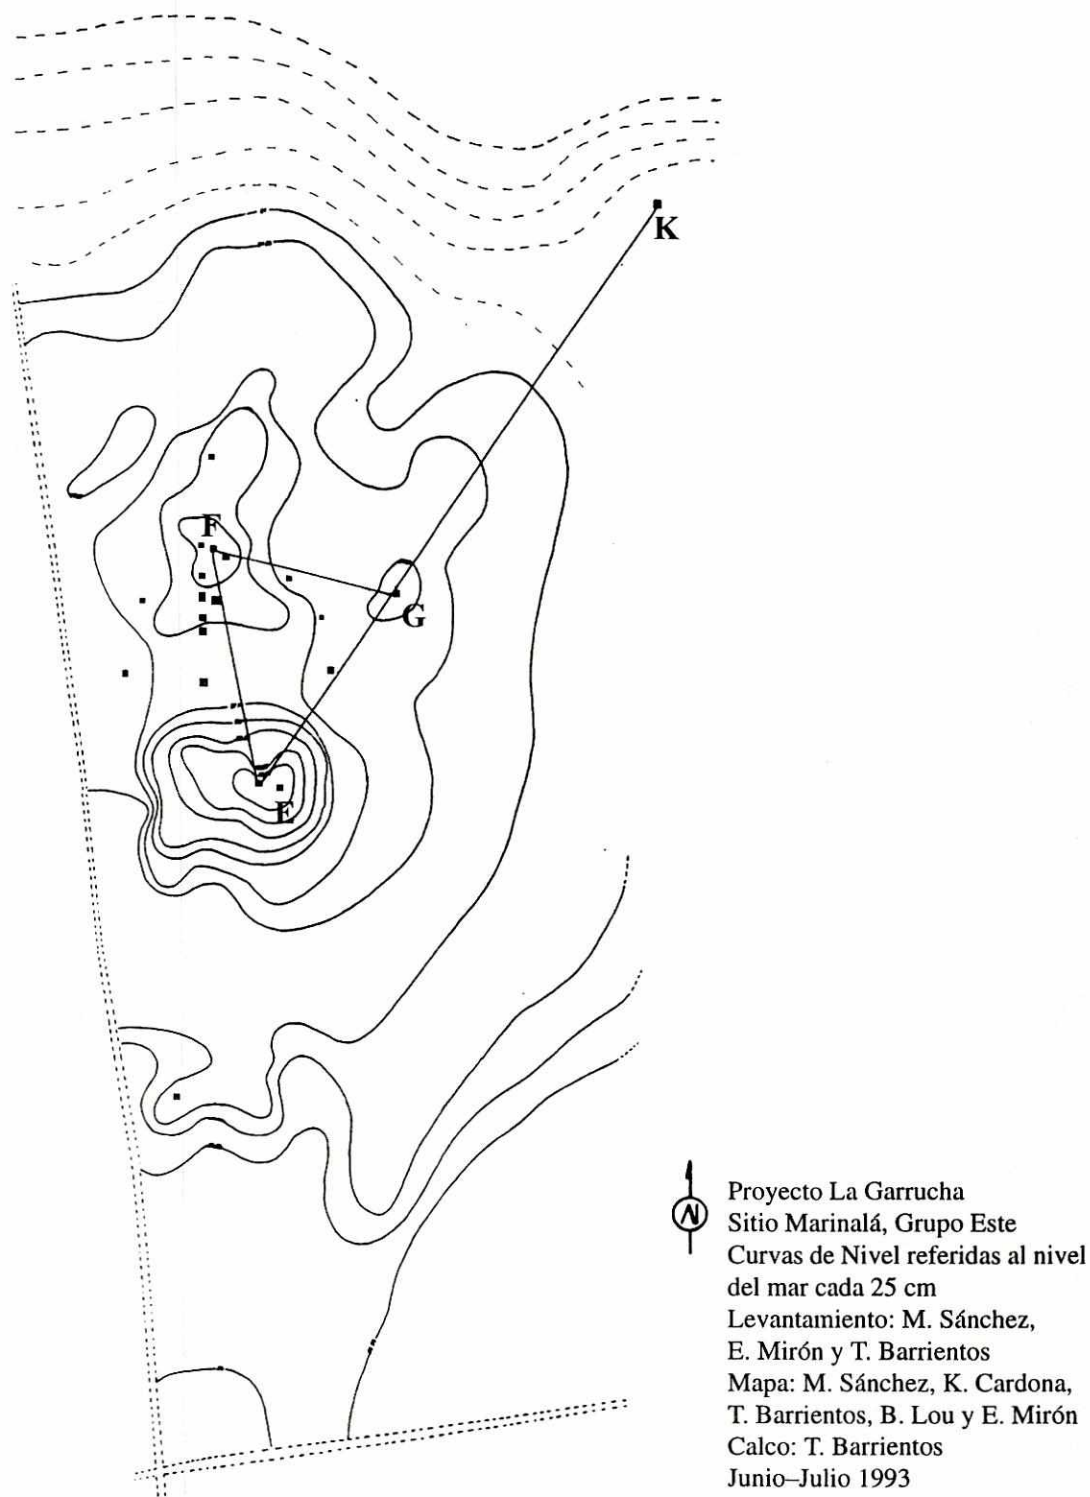 K
F
G
E
N
Proyecto La Garrucha
Sitio Marinalá, Grupo Este
Curvas de Nivel referidas al nivel
del mar cada 25 cm
Levantamiento: M. Sánchez,
E. Mirón y T. Barrientos
Mapa: M. Sánchez, K. Cardona,
T. Barrientos, B. Lou y E. Mirón
Calco: T. Barrientos
Junio–Julio 1993